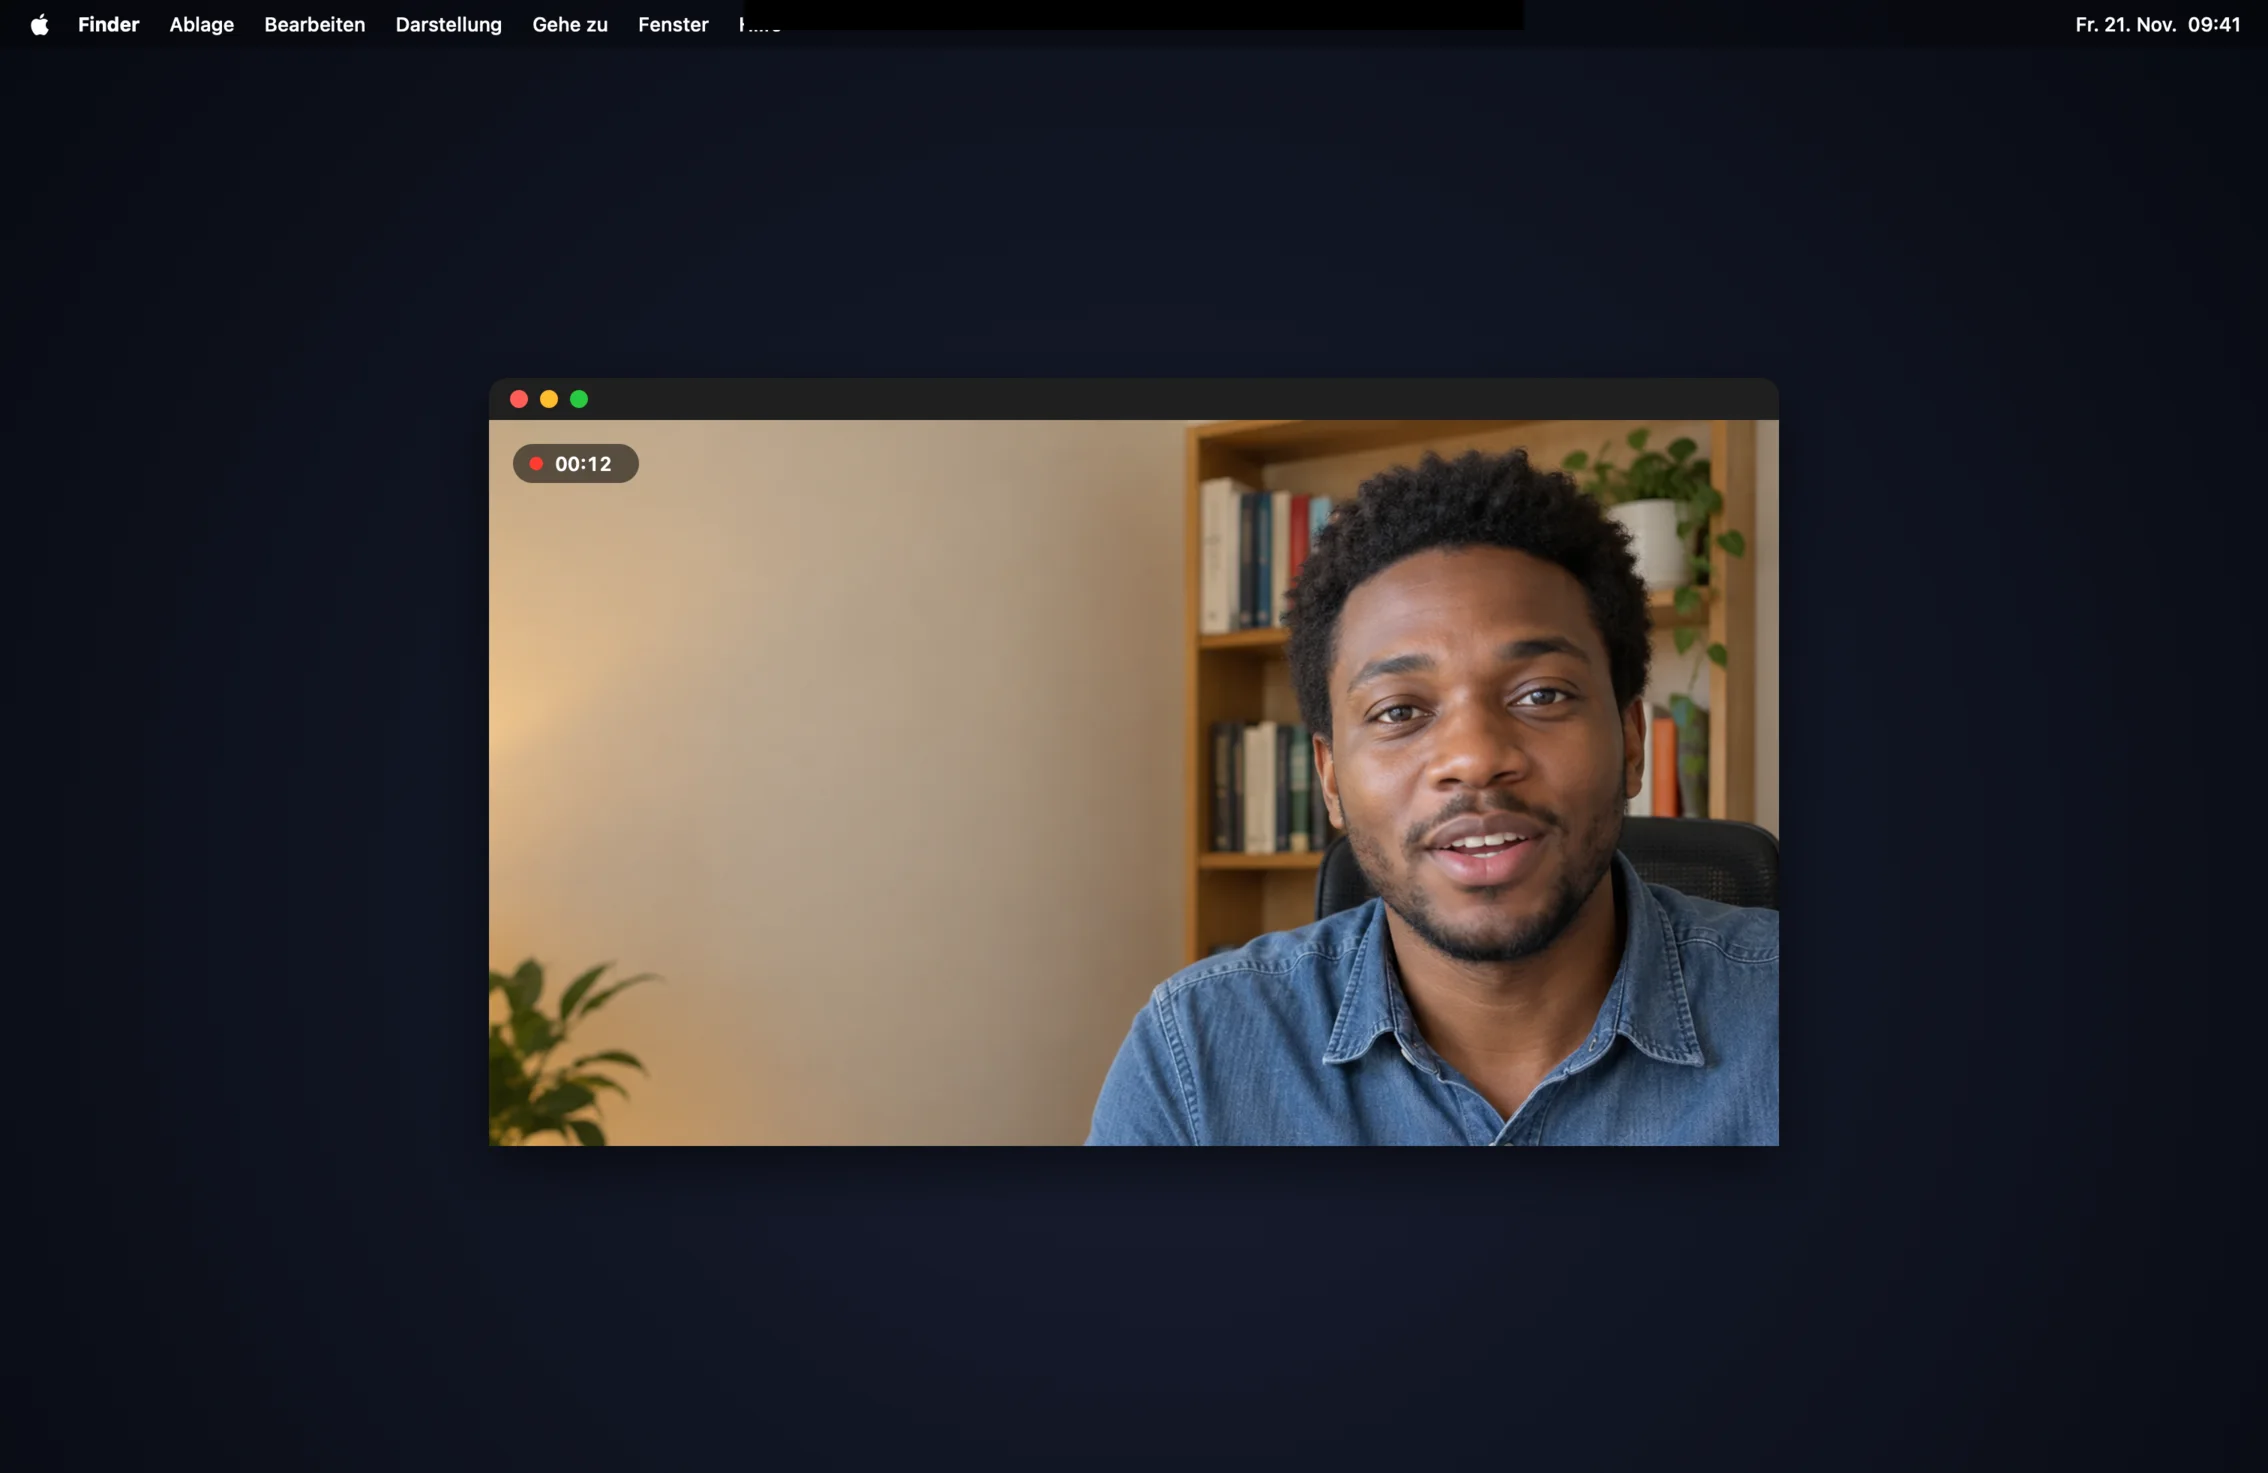 Finder Ablage Bearbeiten Darstellung Gehe zu Fenster
Fr. 21. Nov. 09:41
00:12